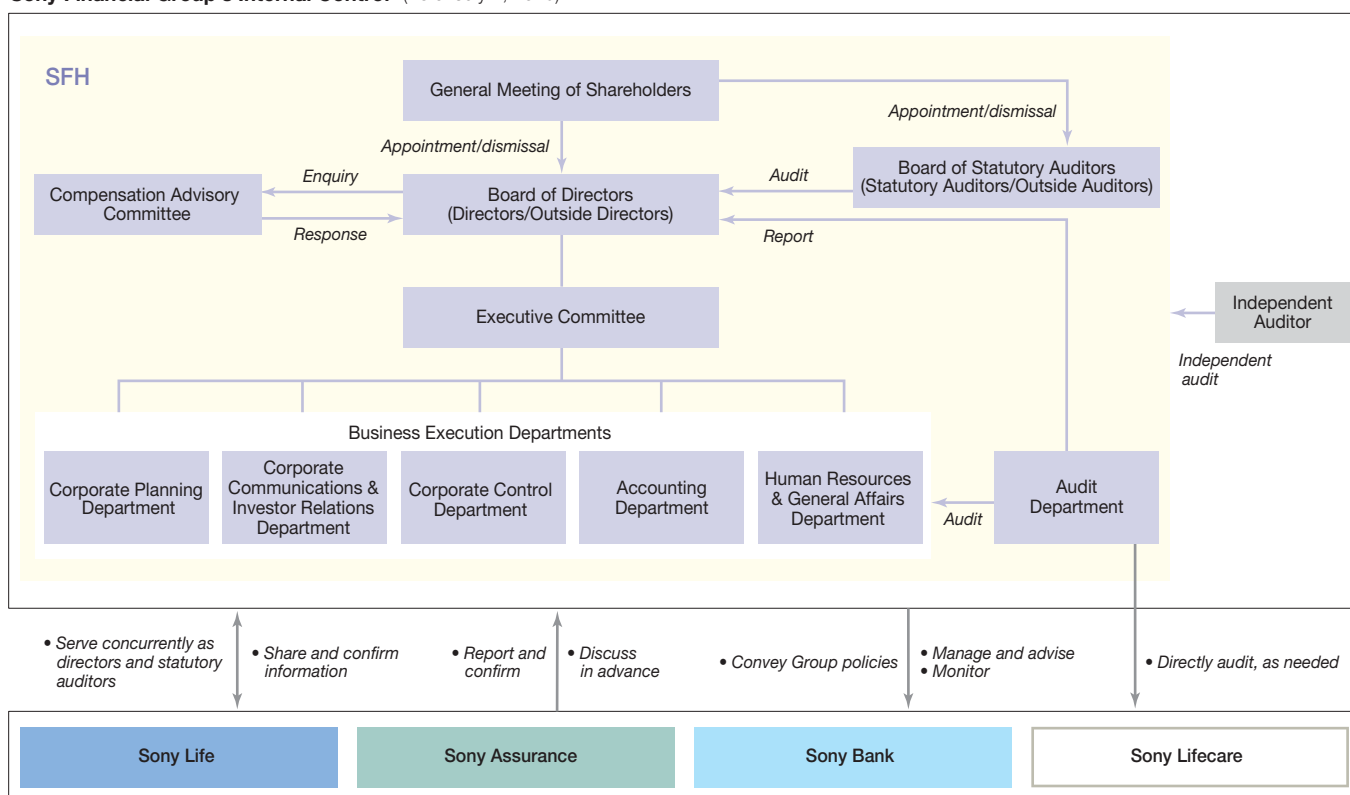 SFH
General Meeting of Shareholders
Appointment/dismissal
Appointment/dismissal
Board of Statutory Auditors
(Statutory Auditors/Outside Auditors)
Enquiry
Audit
Compensation Advisory
Committee
Board of Directors
(Directors/Outside Directors)
Response
Report
Executive Committee
Independent
Auditor
Independent
audit
Business Execution Departments
Corporate Planning
Department
Corporate
Communications &
Investor Relations
Department
Corporate Control
Department
Accounting
Department
Human Resources
& General Affairs
Department
Audit
Audit
Department
• Serve concurrently as
directors and statutory
auditors
• Share and confirm
information
• Report and
confirm
• Discuss
in advance
• Convey Group policies
• Manage and advise
• Monitor
• Directly audit, as needed
Sony Life
Sony Assurance
Sony Bank
Sony Lifecare